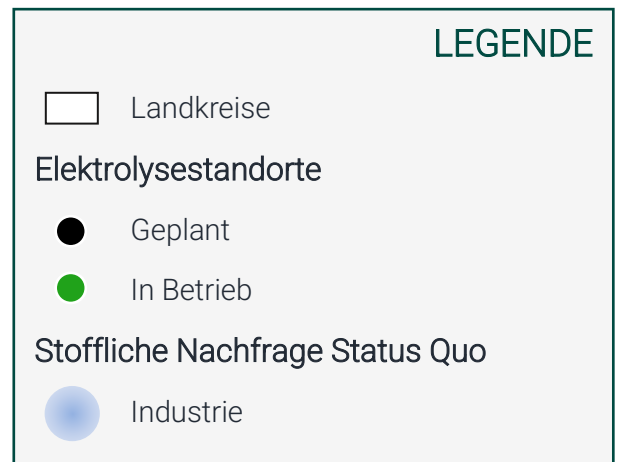 LEGENDE
Landkreise
Elektrolysestandorte
Geplant
In Betrieb
Stoffliche Nachfrage Status Quo
Industrie